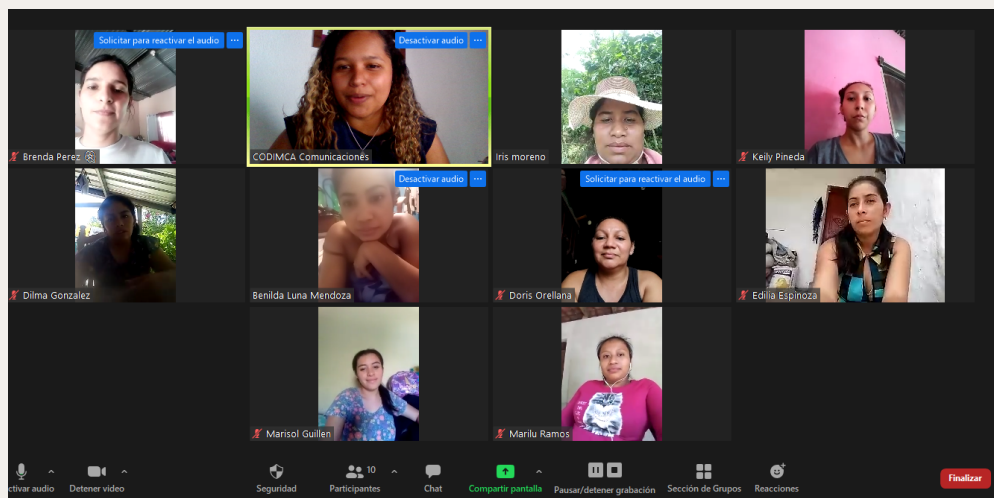 Solicitar para reactivar el audio ...
Desactivar audio ...
Brenda Perez
CODIMCA Comunicaciones
Iris moreno
Keily Pineda
Desactivar audio ...
Solicitar para reactivar el audio ...
Dilma Gonzalez
Benilda Luna Mendoza
Doris Orellana
Edilia Espinoza
Marisol Guillen
Marilu Ramos
ctivar audio
Detener video
Seguridad
Participantes
10
Chat
Compartir pantalla
Pausar/detener grabación
Sección de Grupos
Reacciones
Finalizar